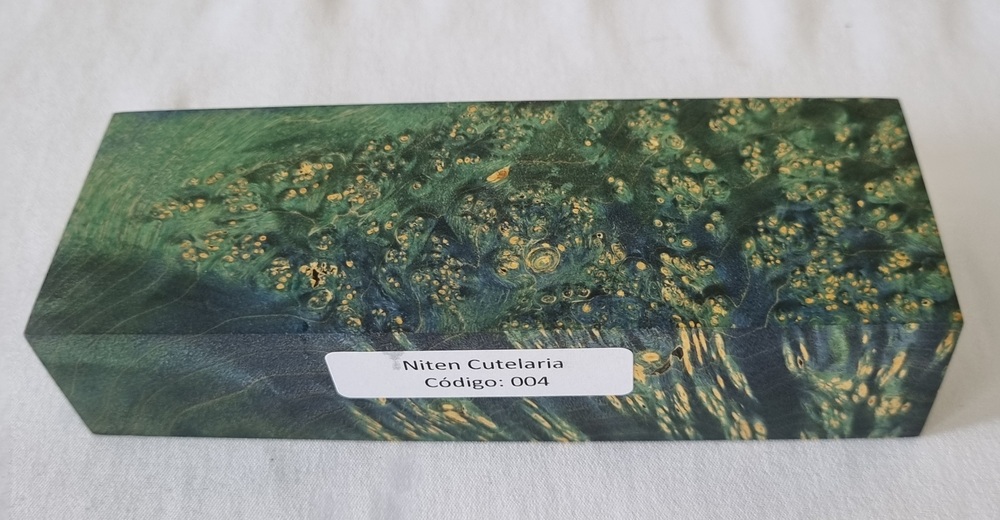 Niten Cutelaria
Código: 004